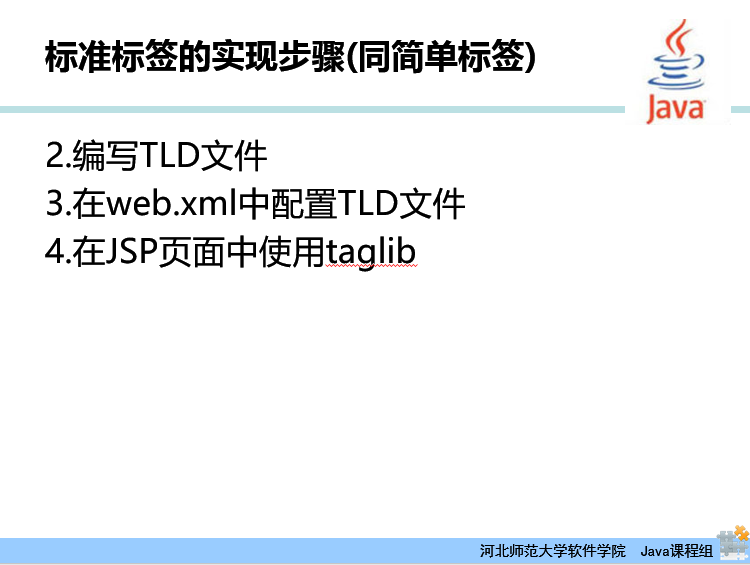 标准标签的实现步骤(同简单标签)
Java
2.编写TLD文件
3.在web.xml中配置TLD文件
4.在JSP页面中使用taglib
河北师范大学软件学院 Java课程组